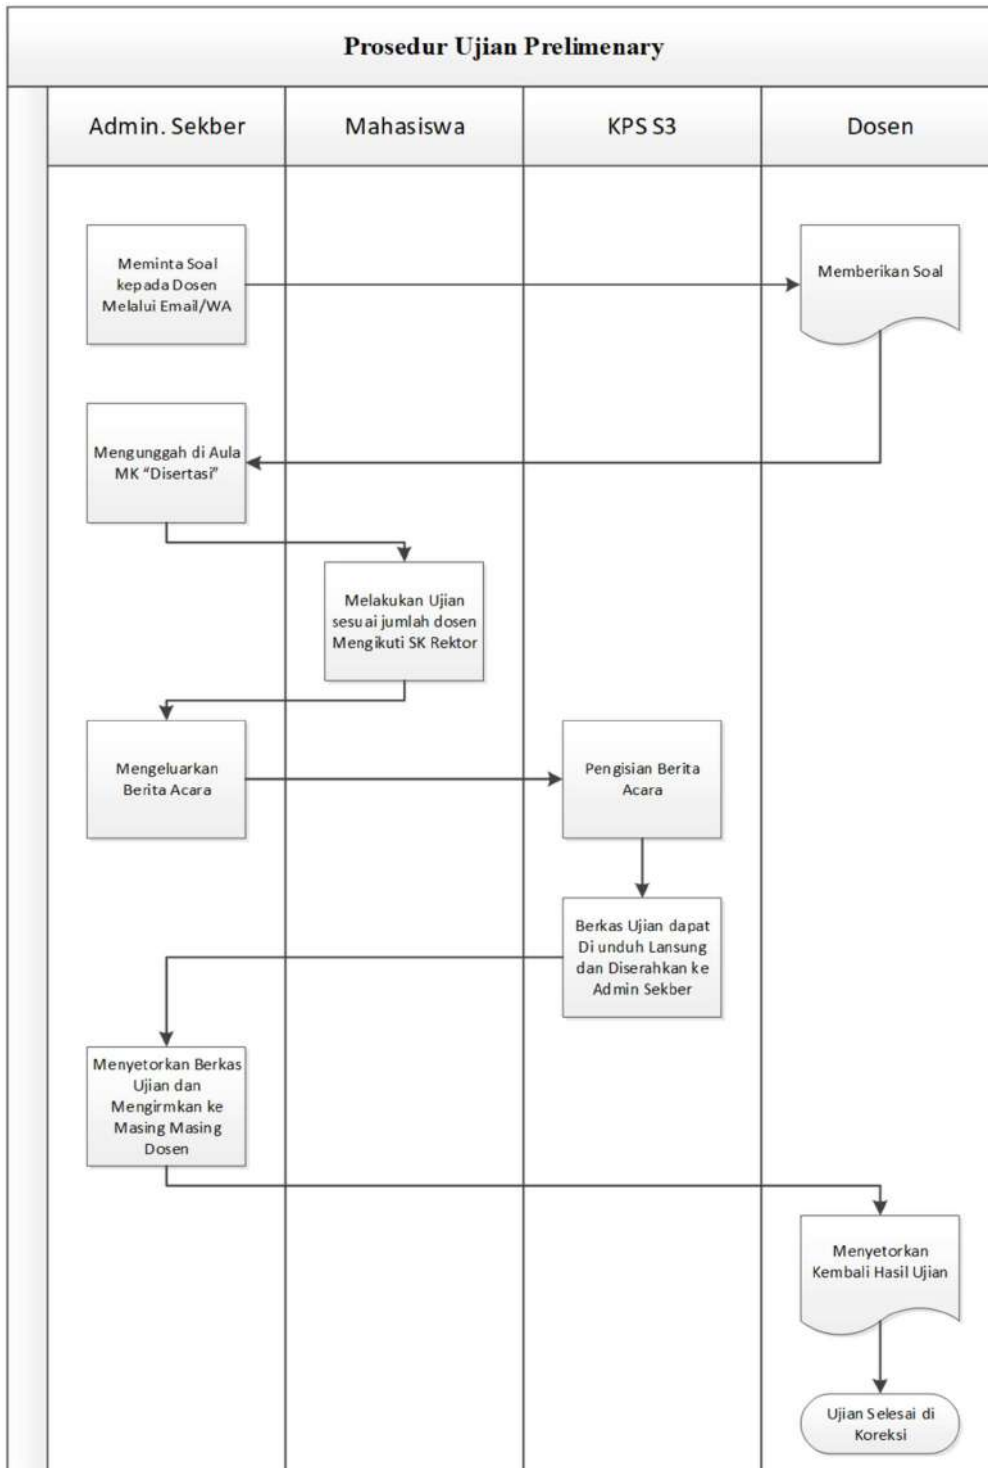 Prosedur Ujian Prelimenary
Admin. Sekber
Mahasiswa
KPS S3
Dosen
Meminta Soal
kepada Dosen
Melalui Email/WA
Memberikan Soal
Mengunggah di Aula
MK “Disertasi”
Melakukan Ujian
sesuai jumlah dosen
Mengikuti SK Rektor
Mengeluarkan
Berita Acara
Pengisian Berita
Acara
Berkas Ujian dapat
Di unduh Lansung
dan Diserahkan ke
Admin Sekber
Menyetorkan Berkas
Ujian dan
Mengirmkan ke
Masing Masing
Dosen
Menyetorkan
Kembali Hasil Ujian
Ujian Selesai di
Koreksi